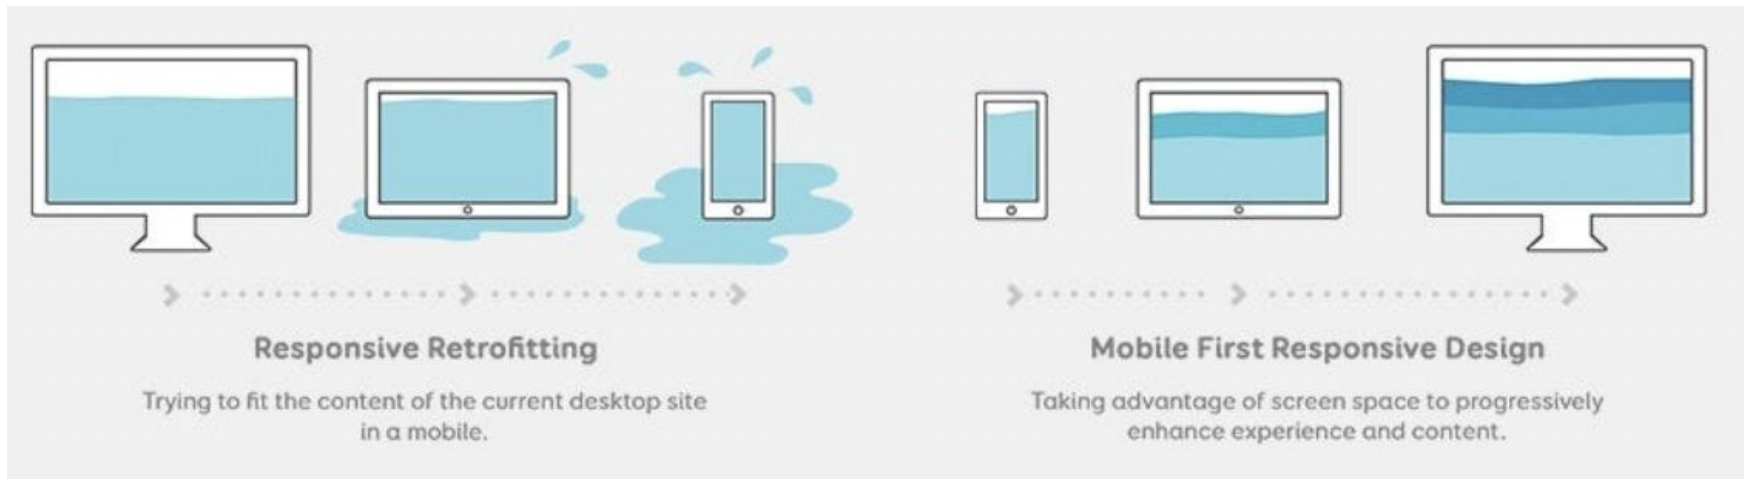 Responsive Retrofitting
Trying to fit the content of the current desktop site
in a mobile.
Mobile First Responsive Design
Taking advantage of screen space to progressively
enhance experience and content.